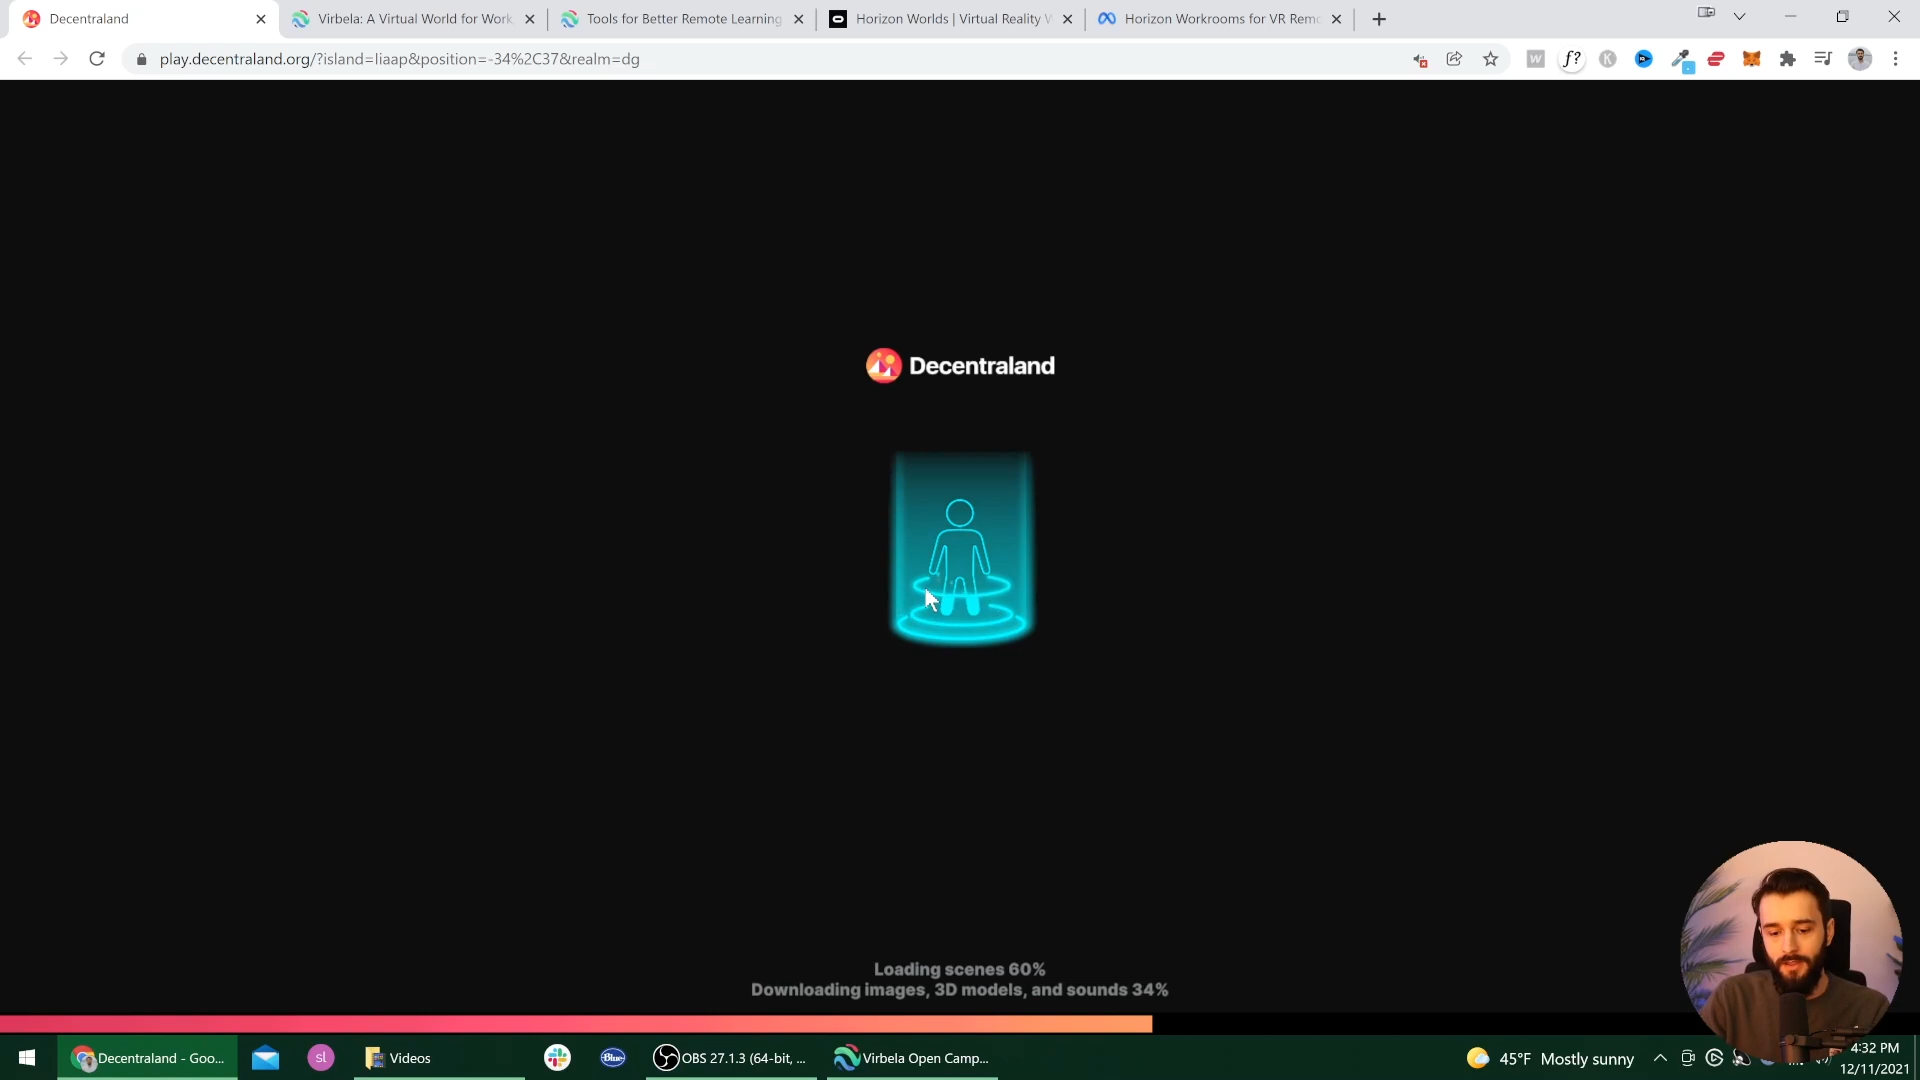 Decentraland
Virbela: A Virtual World for Work
Tools for Better Remote Learning
Horizon Worlds | Virtual Reality
Horizon Workrooms for VR Rem
play.decentraland.org/?island=liaap&position=-34%2C37&realm=dg
f?
Decentraland
Loading scenes 60%
Downloading images, 3D models, and sounds 34%
Decentraland - Goo...
sl
Videos
Blue
OBS 27.1.3 (64-bit, ...
Virbela Open Camp...
45°F Mostly sunny
4:32 PM
12/11/2021